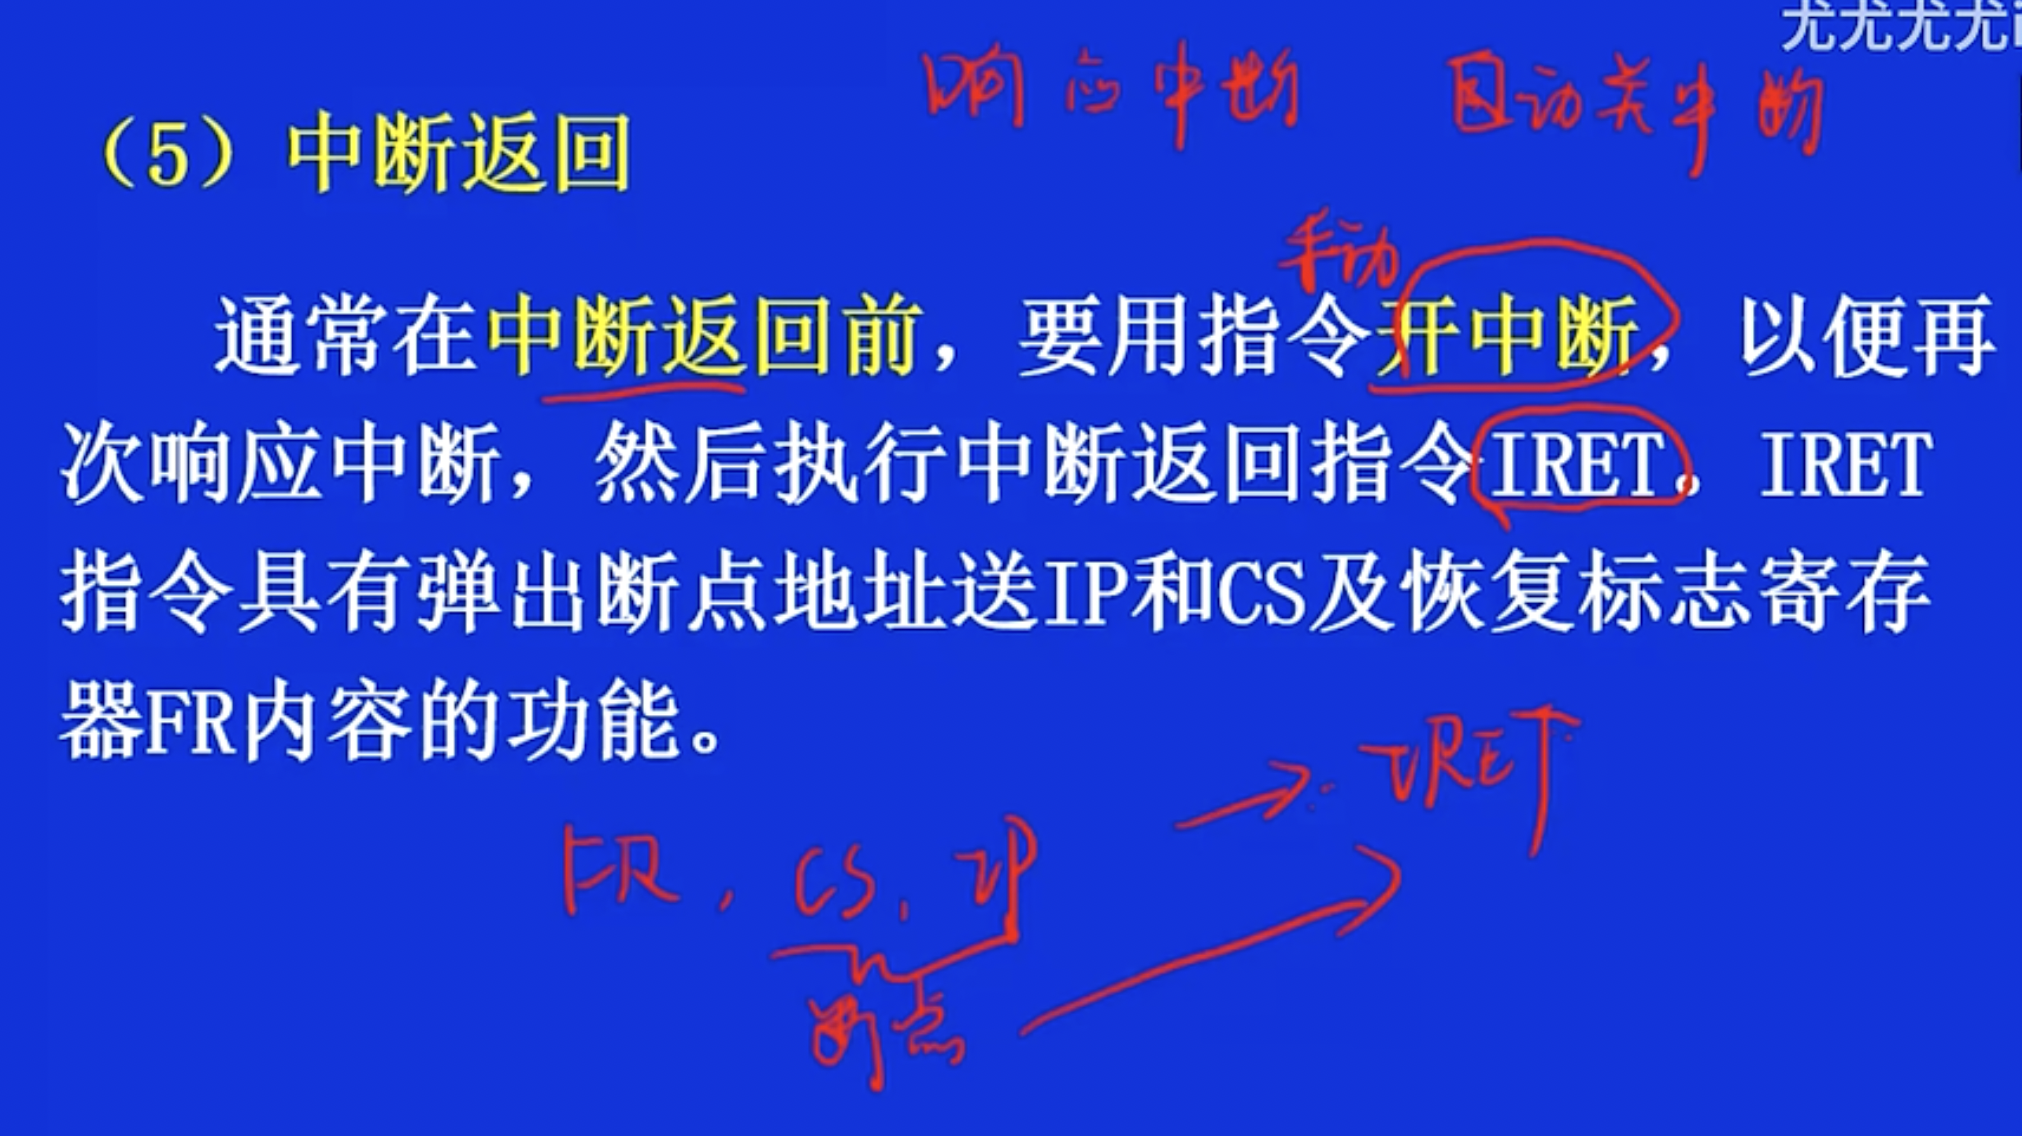 尤尤尤尤i
响应中断 自动关中断
（5）中断返回
手动
通常在中断返回前，要用指令开中断，以便再
次响应中断，然后执行中断返回指令IRET。IRET
指令具有弹出断点地址送IP和CS及恢复标志寄存
器FR内容的功能。
→ IRET
FR，CS，IP
断点